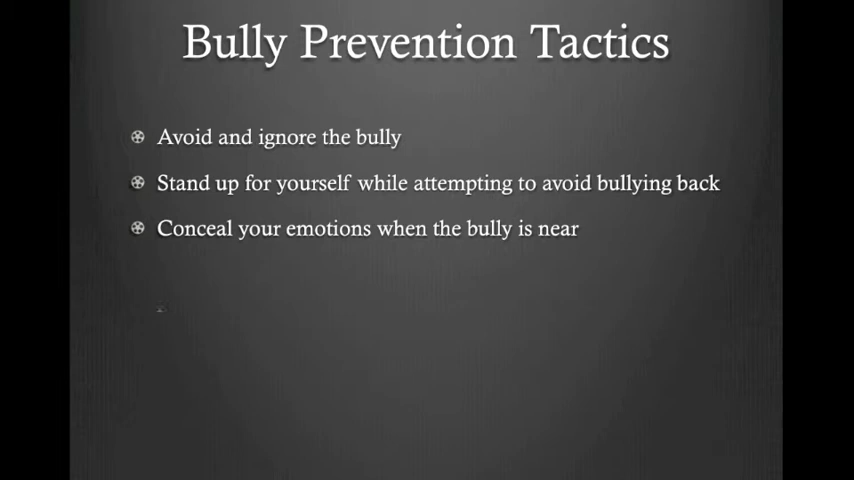 Bully Prevention Tactics
Avoid and ignore the bully
Stand up for yourself while attempting to avoid bullying back
Conceal your emotions when the bully is near